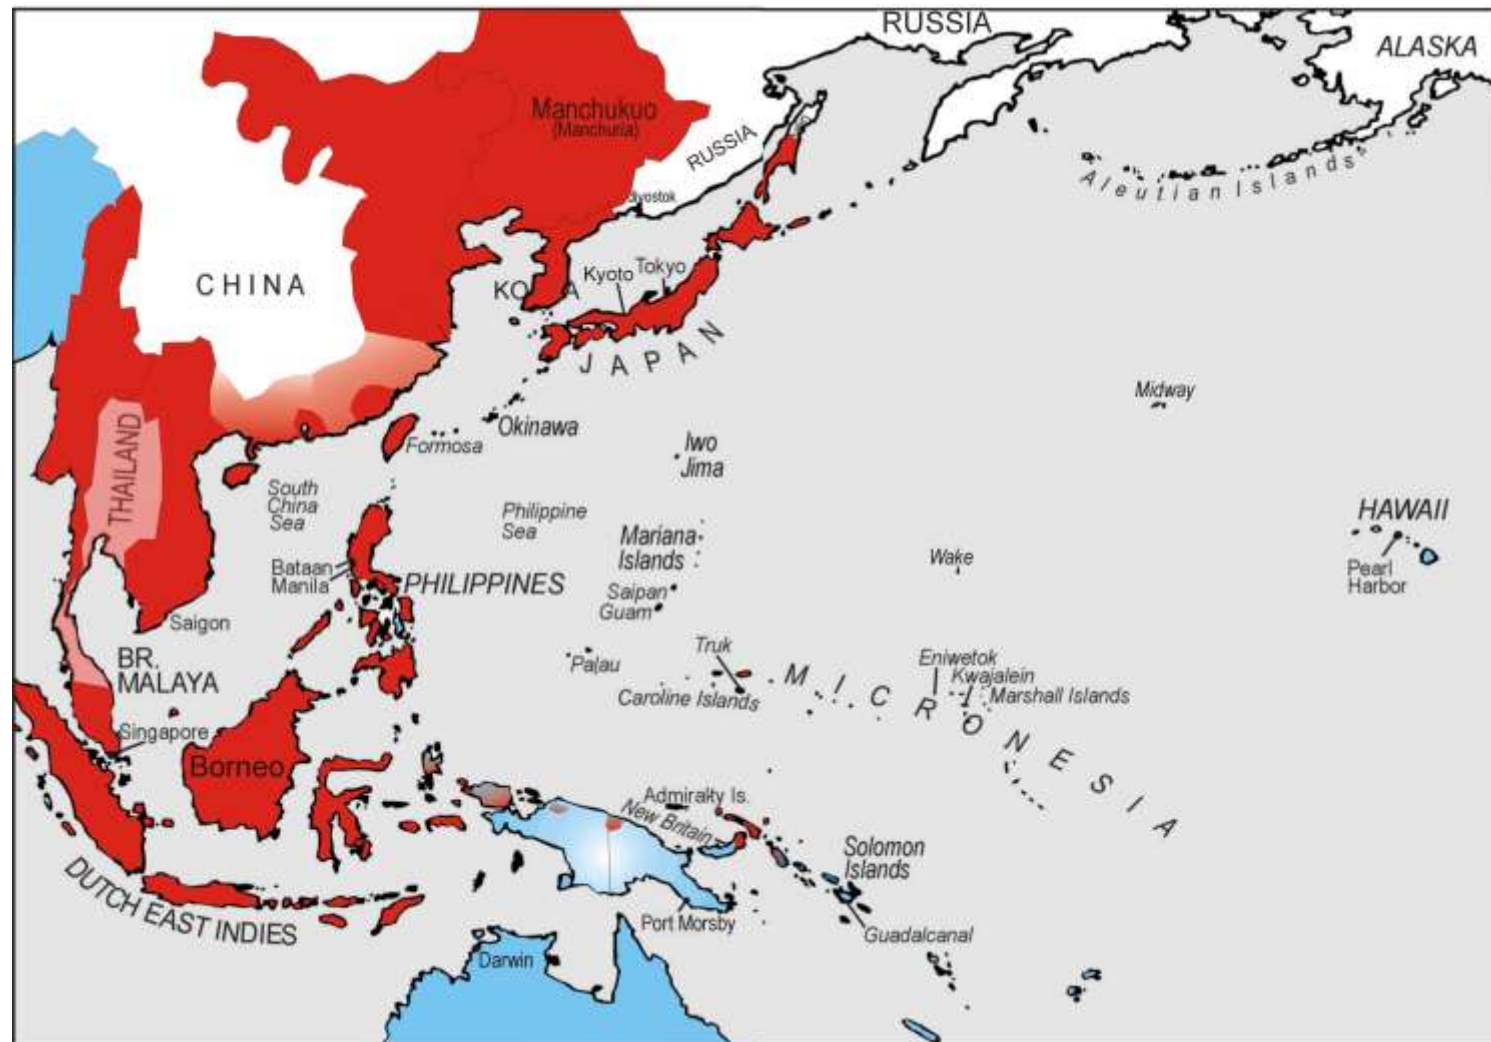 RUSSIA
ALASKA
Manchukuo
(Manchuria)
RUSSIA
Aleutian Islands
divostok
CHINA
KO A
Kyoto
Tokyo
JAPAN
Midway
THAILAND
Formosa
Okinawa
Iwo
Jima
South
China
Sea
Philippine
Sea
HAWAII
Mariana
Islands
Wake
Bataan
Manila
PHILIPPINES
Pearl
Harbor
Saipan
Guam
Saigon
Truk
BR.
MALAYA
Palau
Eniwetok
Kwajalein
Marshall Islands
Caroline Islands
MICRONESIA
Singapore
Borneo
Admiralty Is.
New Britain
Solomon
Islands
DUTCH EAST INDIES
Port Morsby
Guadalcanal
Darwin